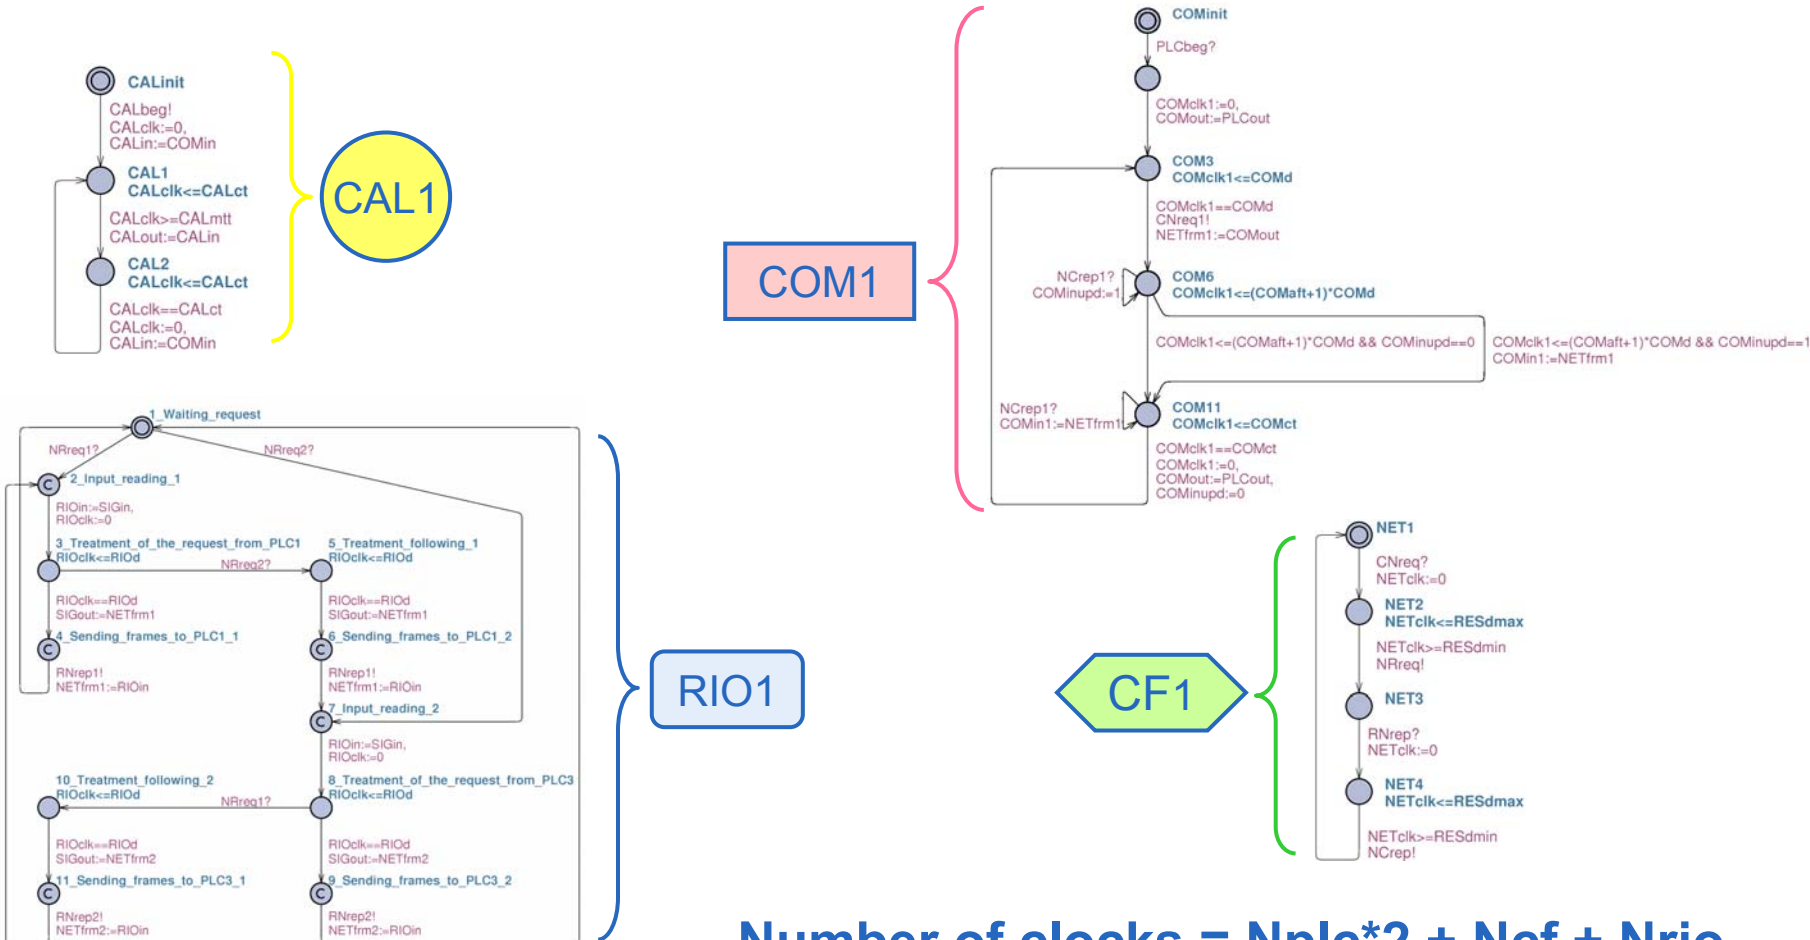 CALinit
CALbeg!
CALclk:=0,
CALin:=COMin
CAL1
CALclk<=CALct
CALclk>=CALmtt
CALout:=CALin
CAL2
CALclk<=CALct
CALclk==CALct
CALclk:=0,
CALin:=COMin
CAL1
COMinit
PLCbeg?
COMclk1:=0,
COMout:=PLCout
COM3
COMclk1<=COMd
COMclk1==COMd
CNreq1!
NETfrm1:=COMout
NCrep1?
COMinupd:=1
COM6
COMclk1<=(COMaft+1)*COMd
COMclk1<=(COMaft+1)*COMd && COMinupd==0
COMclk1<=(COMaft+1)*COMd && COMinupd==1
COMin1:=NETfrm1
NCrep1?
COMin1:=NETfrm1
COM11
COMclk1<=COMct
COMclk1==COMct
COMclk1:=0,
COMout:=PLCout,
COMinupd:=0
COM1
1_Waiting_request
NRreq1?
NRreq2?
2_Input_reading_1
C
RIOin:=SIGin,
RIOclk:=0
3_Treatment_of_the_request_from_PLC1
RIOclk<=RIOd
NRreq2?
5_Treatment_following_1
RIOclk<=RIOd
RIOclk==RIOd
SIGout:=NETfrm1
RIOclk==RIOd
SIGout:=NETfrm1
4_Sending_frames_to_PLC1_1
C
6_Sending_frames_to_PLC1_2
C
RNrep1!
NETfrm1:=RIOin
RNrep1!
NETfrm1:=RIOin
7_Input_reading_2
C
RIOin:=SIGin,
RIOclk:=0
10_Treatment_following_2
RIOclk<=RIOd
NRreq1?
8_Treatment_of_the_request_from_PLC3
RIOclk<=RIOd
RIOclk==RIOd
SIGout:=NETfrm2
RIOclk==RIOd
SIGout:=NETfrm2
11_Sending_frames_to_PLC3_1
C
9_Sending_frames_to_PLC3_2
C
RNrep2!
NETfrm2:=RIOin
RNrep2!
NETfrm2:=RIOin
RIO1
NET1
CNreq?
NETclk:=0
NET2
NETclk<=RESdmax
NETclk>=RESdmin
NRreq!
NET3
RNrep?
NETclk:=0
NET4
NETclk<=RESdmax
NETclk>=RESdmin
NCrep!
CF1
Number of clocks = Nplc*2 + Ncf + Nrio